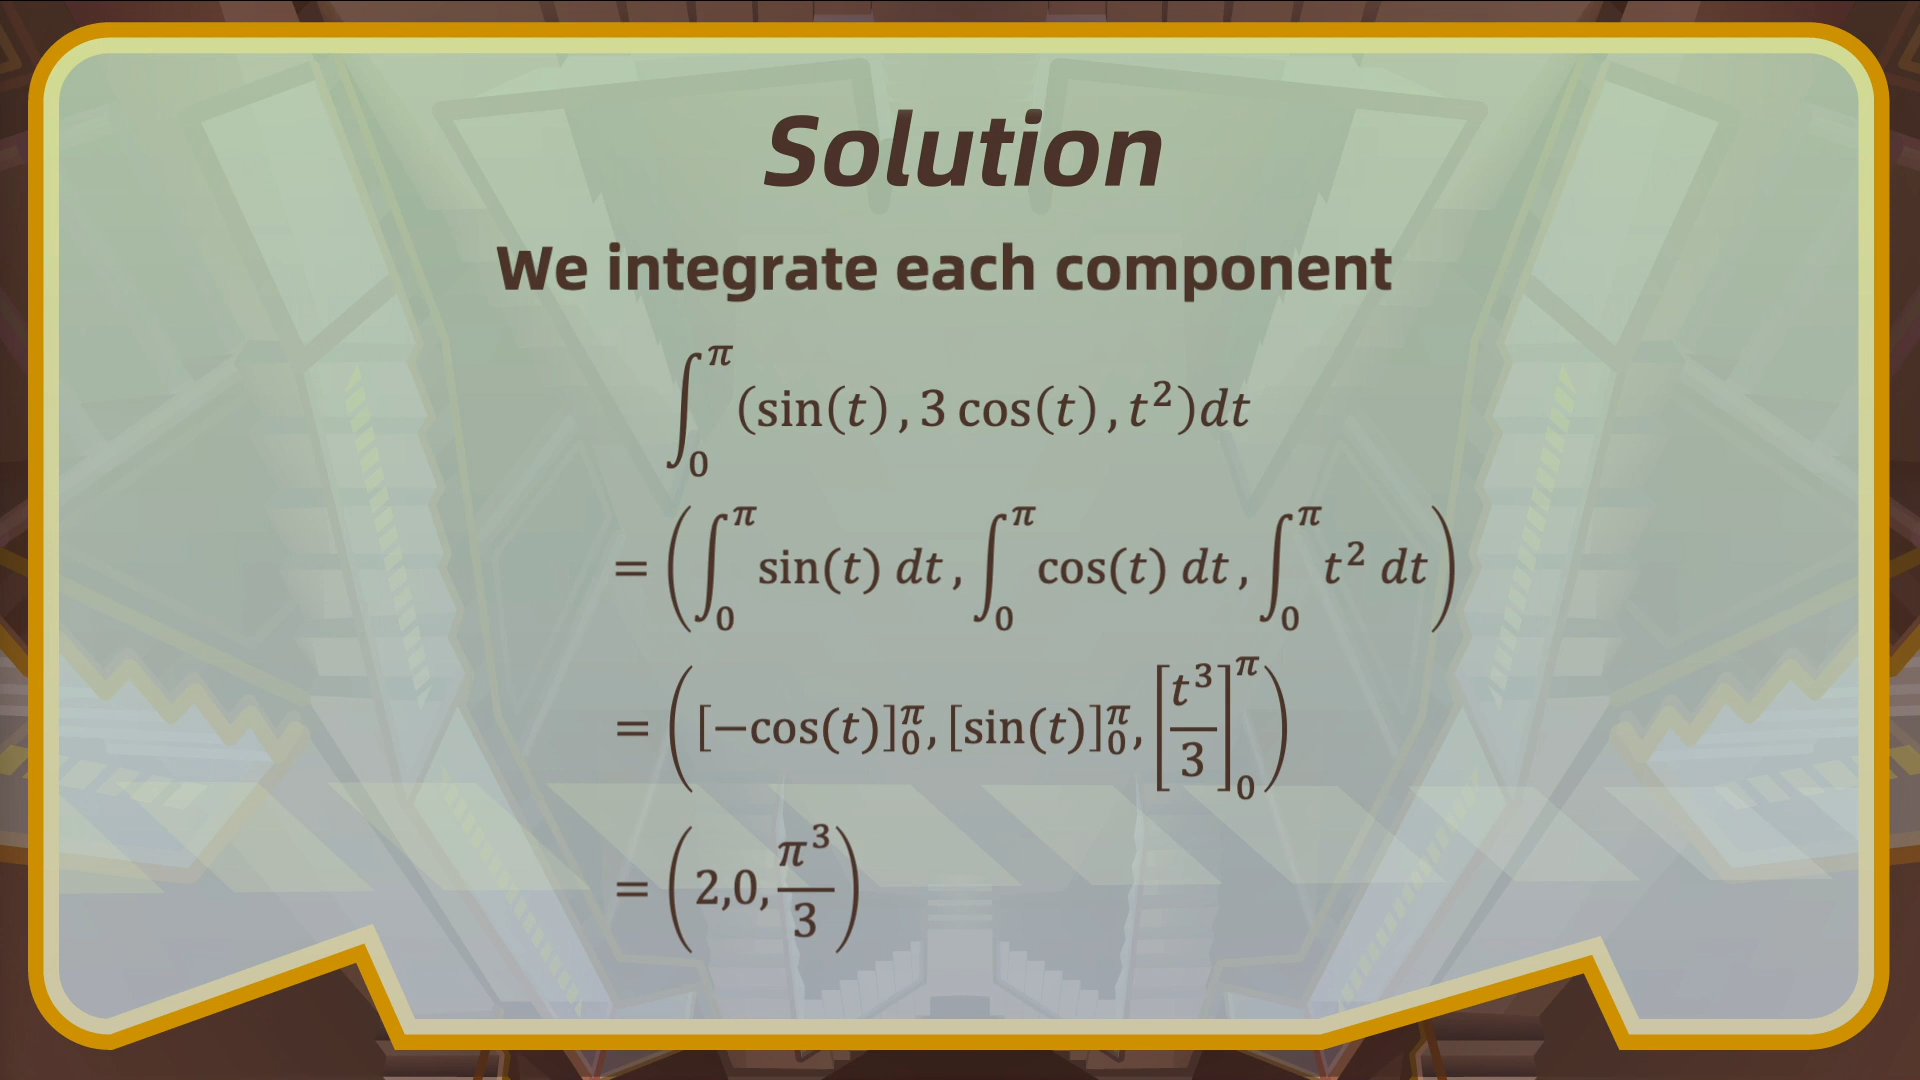 Solution
We integrate each component
∫₀^π (sin(t), 3 cos(t), t²)dt
= (∫₀^π sin(t) dt, ∫₀^π cos(t) dt, ∫₀^π t² dt)
= ([−cos(t)]₀^π, [sin(t)]₀^π, [t³/3]₀^π)
= (2,0, π³/3)